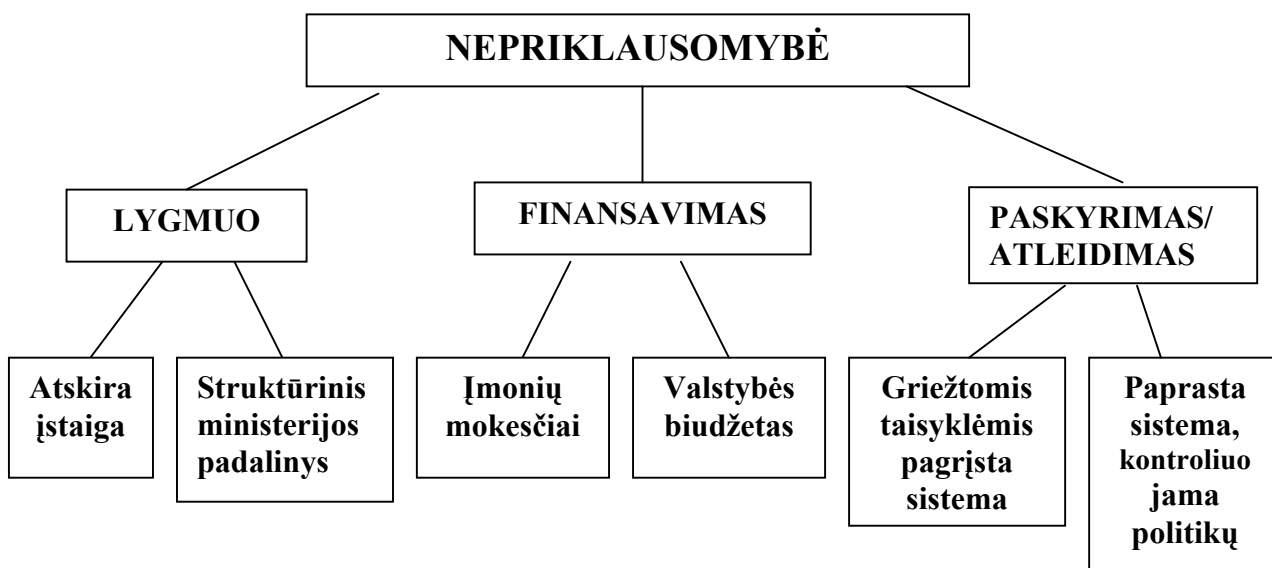 NEPRIKLAUSOMYBĖ
LYGMUO
FINANSAVIMAS
PASKYRIMAS/
ATLEIDIMAS
Atskira
įstaiga
Struktūrinis
ministerijos
padalinys
Įmonių
mokesčiai
Valstybės
biudžetas
Griežtomis
taisyklėmis
pagrįsta
sistema
Paprasta
sistema,
kontroliuo
jama
politikų